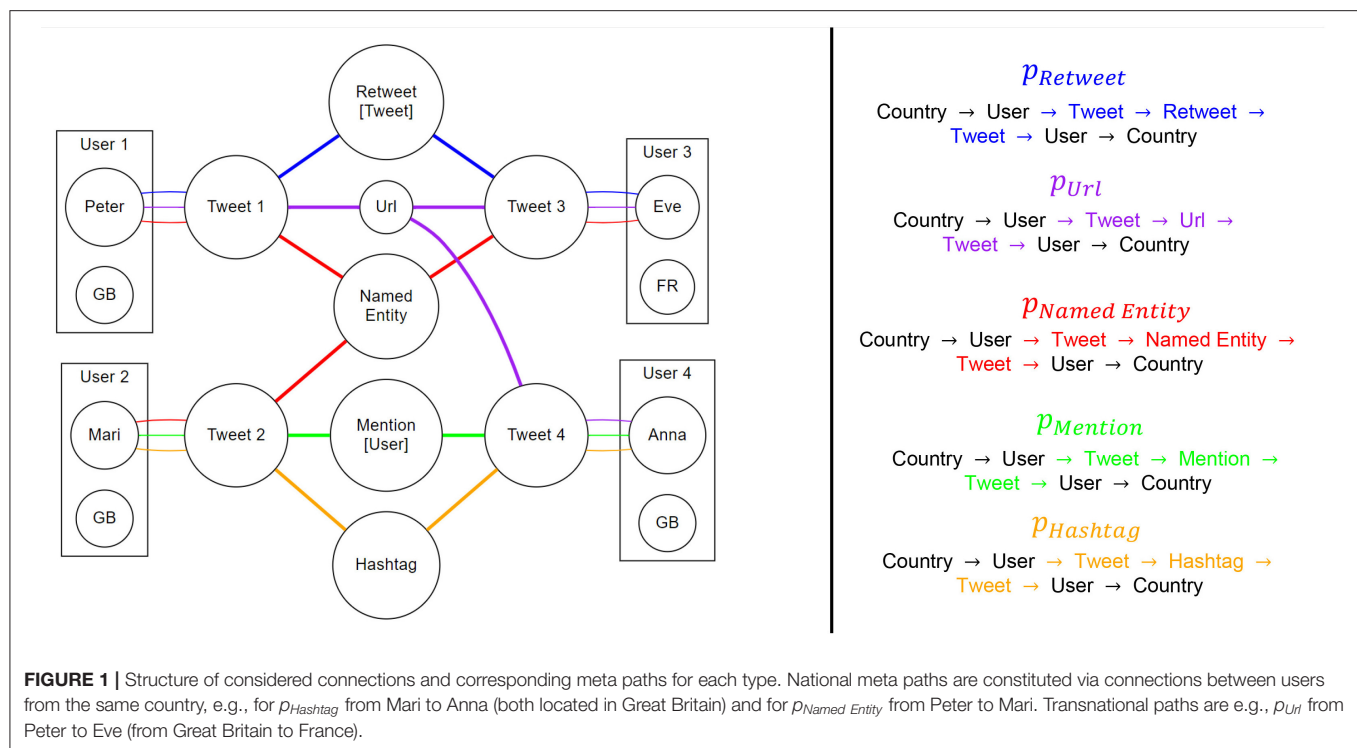 Retweet
[Tweet]
User 1
User 3
Peter
Tweet 1
Url
Tweet 3
Eve
GB
Named
Entity
FR
User 2
User 4
Mari
Tweet 2
Mention
[User]
Tweet 4
Anna
GB
GB
Hashtag
pRetweet
Country → User → Tweet → Retweet →
Tweet → User → Country
pUrl
Country → User → Tweet → Url →
Tweet → User → Country
pNamed Entity
Country → User → Tweet → Named Entity →
Tweet → User → Country
pMention
Country → User → Tweet → Mention →
Tweet → User → Country
pHashtag
Country → User → Tweet → Hashtag →
Tweet → User → Country
FIGURE 1 | Structure of considered connections and corresponding meta paths for each type. National meta paths are constituted via connections between users
from the same country, e.g., for pHashtag from Mari to Anna (both located in Great Britain) and for pNamed Entity from Peter to Mari. Transnational paths are e.g., pUrl from
Peter to Eve (from Great Britain to France).